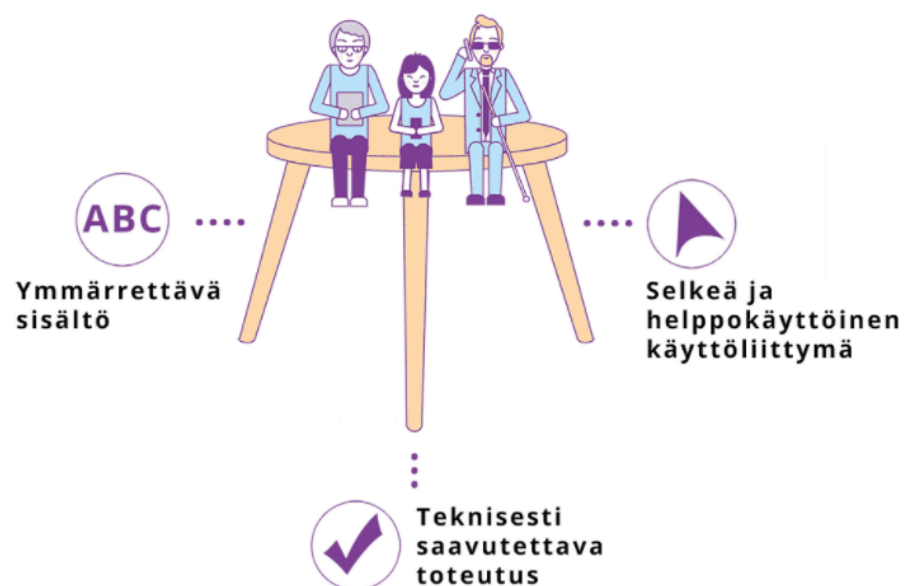 ABC
Ymmärrettävä
sisältö
Selkeä ja
helppokäyttöinen
käyttöliittymä
Teknisesti
saavutettava
toteutus